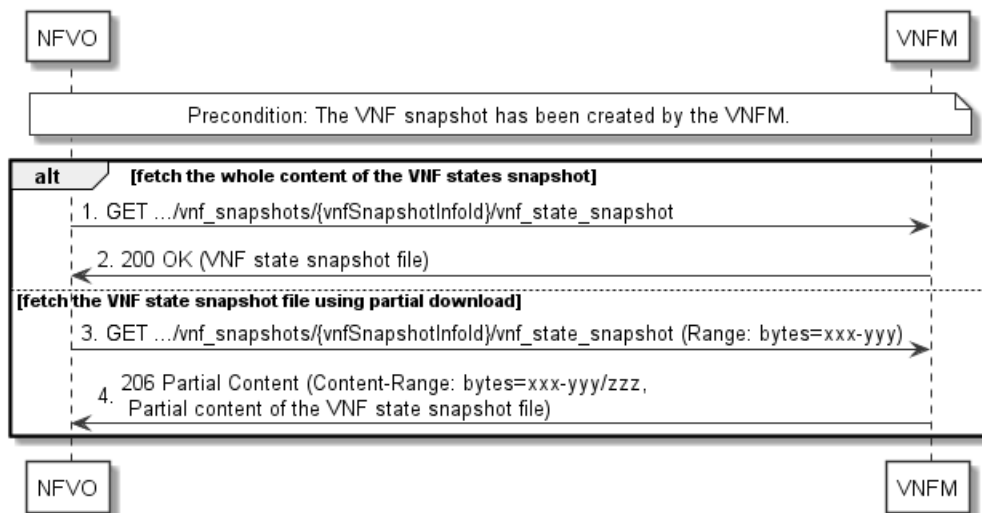 NFVO
VNFM
Precondition: The VNF snapshot has been created by the VNFM.
alt
[fetch the whole content of the VNF states snapshot]
1. GET .../vnf_snapshots/{vnfSnapshotInfoId}/vnf_state_snapshot
2. 200 OK (VNF state snapshot file)
[fetch the VNF state snapshot file using partial download]
3. GET .../vnf_snapshots/{vnfSnapshotInfoId}/vnf_state_snapshot (Range: bytes=xxx-yyy)
4. 206 Partial Content (Content-Range: bytes=xxx-yyy/zzz,
Partial content of the VNF state snapshot file)
NFVO
VNFM